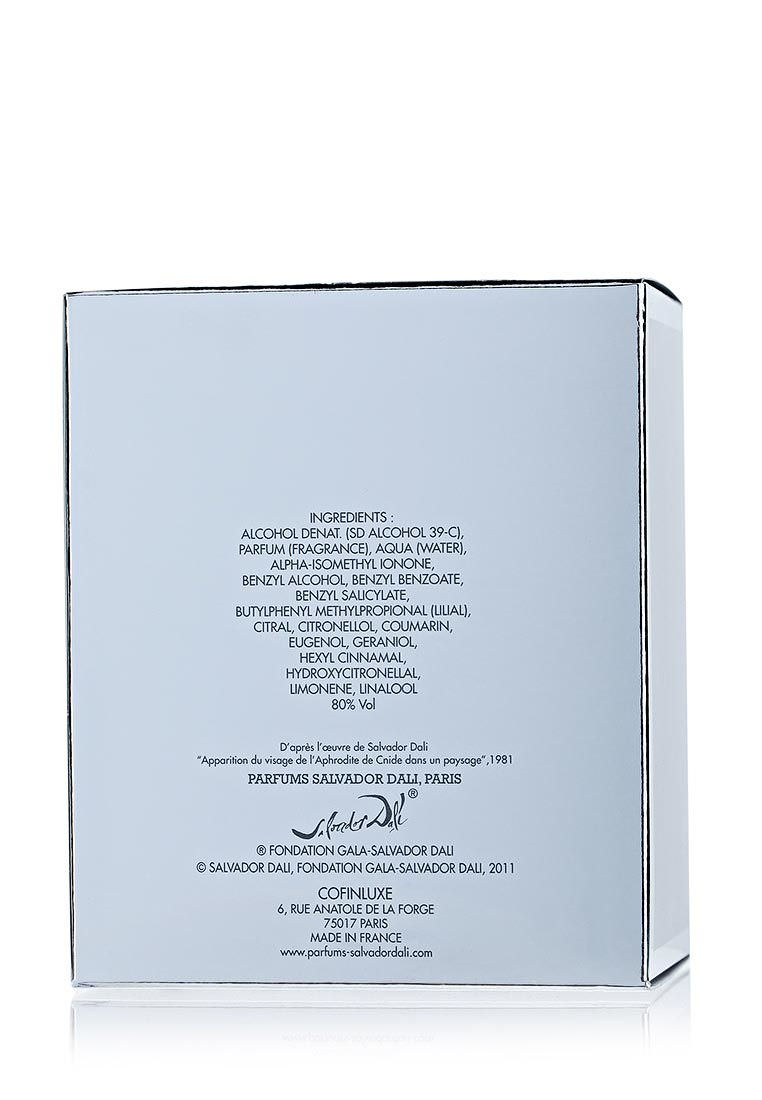 INGREDIENTS :
ALCOHOL DENAT. (SD ALCOHOL 39-C),
PARFUM (FRAGRANCE), AQUA (WATER),
ALPHA-ISOMETHYL IONONE,
BENZYL ALCOHOL, BENZYL BENZOATE,
BENZYL SALICYLATE,
BUTYLPHENYL METHYLPROPIONAL (LILIAL),
CITRAL, CITRONELLOL, COUMARIN,
EUGENOL, GERANIOL,
HEXYL CINNAMAL,
HYDROXYCITRONELLAL,
LIMONENE, LINALOOL
80% Vol
D'après l'œuvre de Salvador Dali
"Apparition du visage de l'Aphrodite de Cnide dans un paysage",1981
PARFUMS SALVADOR DALI, PARIS
Salvador Dalí ®
® FONDATION GALA-SALVADOR DALI
© SALVADOR DALI, FONDATION GALA-SALVADOR DALI, 2011
COFINLUXE
6, RUE ANATOLE DE LA FORGE
75017 PARIS
MADE IN FRANCE
www.parfums-salvadordali.com